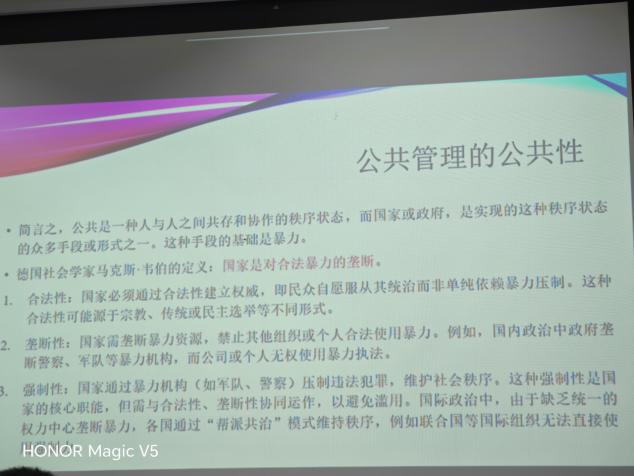 公共管理的公共性
• 简言之，公共是一种人与人之间共存和协作的秩序状态，而国家或政府，是实现的这种秩序状态
的众多手段或形式之一。这种手段的基础是暴力。
• 德国社会学家马克斯·韦伯的定义：国家是对合法暴力的垄断。
1. 合法性：国家必须通过合法性建立权威，即民众自愿服从其统治而非单纯依赖暴力压制。这种
合法性可能源于宗教、传统或民主选举等不同形式。
2. 垄断性：国家需垄断暴力资源，禁止其他组织或个人合法使用暴力。例如，国内政治中政府垄
断警察、军队等暴力机构，而公司或个人无权使用暴力执法。
3. 强制性：国家通过暴力机构（如军队、警察）压制违法犯罪，维护社会秩序。这种强制性是国
家的核心职能，但需与合法性、垄断性协同运作，以避免滥用。国际政治中，由于缺乏统一的
权力中心垄断暴力，各国通过“帮派共治”模式维持秩序，例如联合国等国际组织无法直接使
HONOR Magic V5